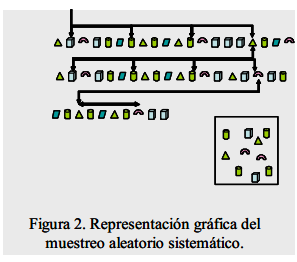 Figura 2. Representación gráfica del
muestreo aleatorio sistemático.